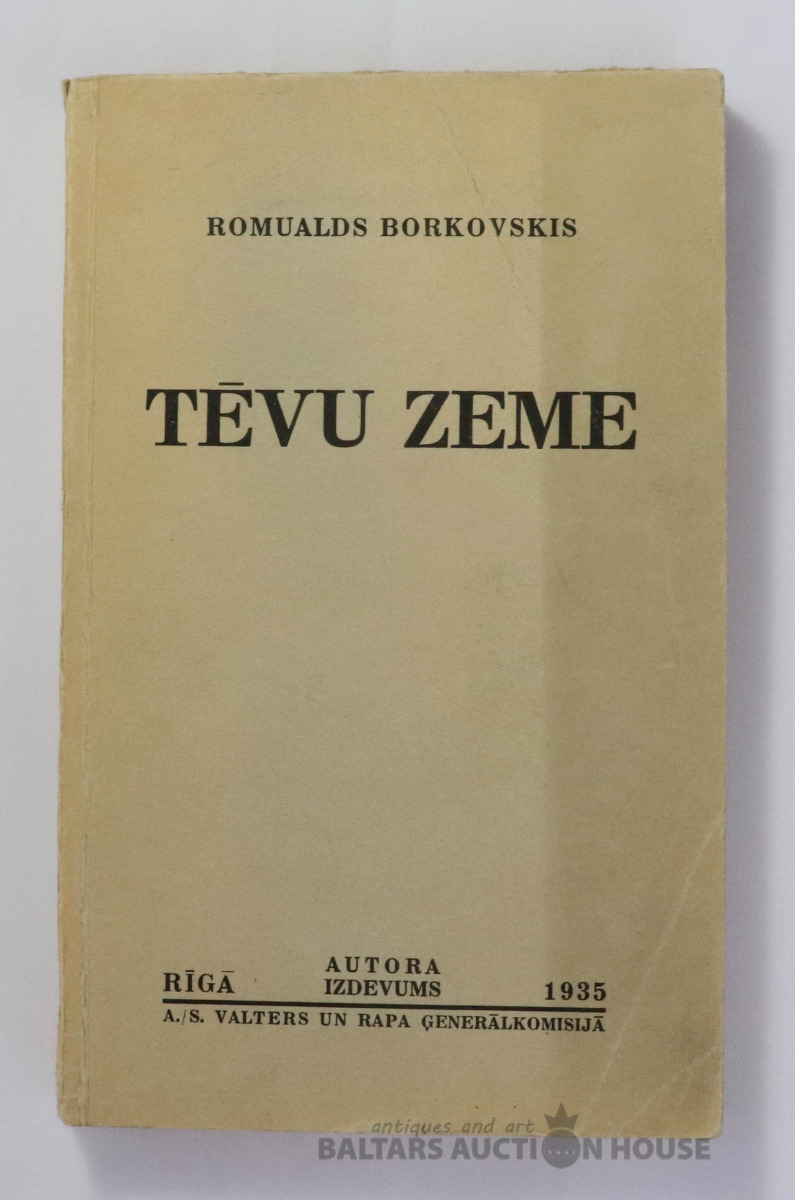 ROMUALDS BORKOVSKIS
TĒVU ZEME
RĪGĀ AUTORA IZDEVUMS 1935
A./S. VALTERS UN RAPA ĢENERĀLKOMISIJĀ
antiques and art
BALTARS AUCTION HOUSE